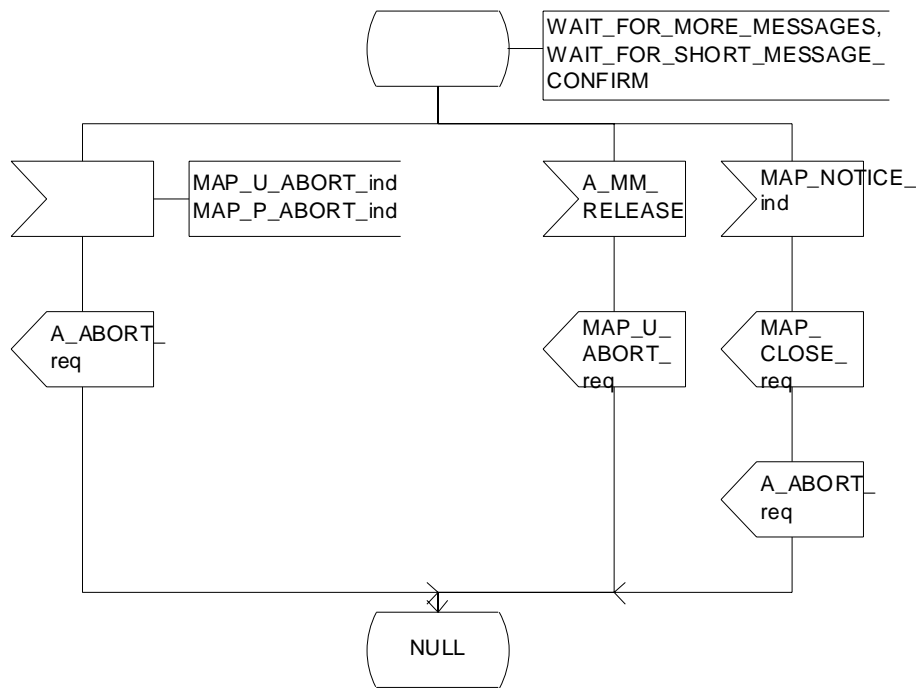 WAIT_FOR_MORE_MESSAGES,
WAIT_FOR_SHORT_MESSAGE_
CONFIRM
MAP_U_ABORT_ind
MAP_P_ABORT_ind
A_MM_
RELEASE
MAP_NOTICE_
ind
A_ABORT_
req
MAP_U_
ABORT_
req
MAP_
CLOSE_
req
A_ABORT_
req
NULL